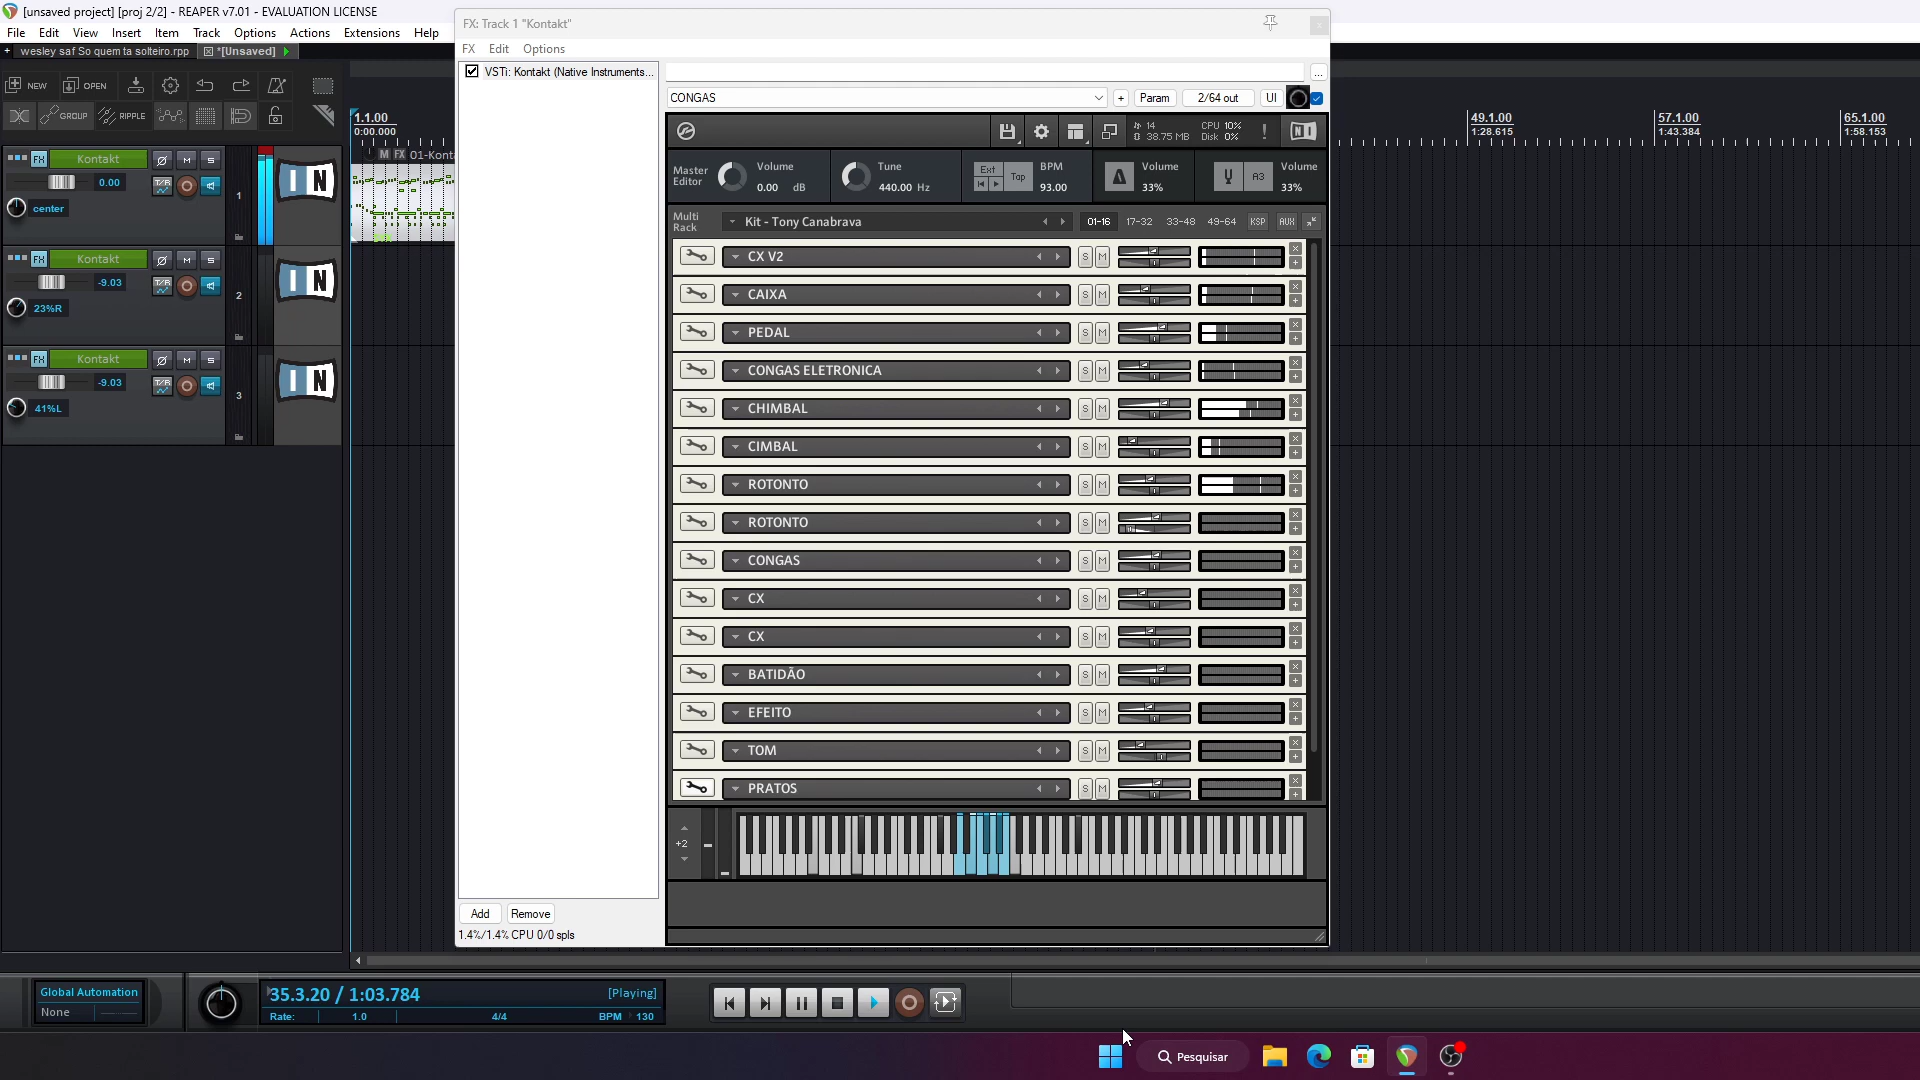 [unsaved project] [proj 2/2] - REAPER v7.01 - EVALUATION LICENSE
File Edit View Insert Item Track Options Actions Extensions Help
wesley saf So quem ta solteiro.rpp *[Unsaved]
NEW OPEN
GROUP RIPPLE
1.1.00
0:00.000
49.1.00
1:28.615
57.1.00
1:43.384
65.1.00
1:58.153
M FX 01-Konta
FX Kontakt M S
0.00
center
1
FX Kontakt M S
-9.03
23%R
2
FX Kontakt M S
-9.03
41%L
3
FX: Track 1 "Kontakt"
FX Edit Options
VSTi: Kontakt (Native Instruments...
CONGAS
+ Param 2/64 out UI
14
38.75 MB
CPU 10%
Disk 0%
Master Editor
Volume
0.00 dB
Tune
440.00 Hz
Ext
Tap
BPM
93.00
Volume
33%
A3
Volume
33%
Multi Rack
Kit - Tony Canabrava
01-16 17-32 33-48 49-64 KSP AUX
CX V2 S M
CAIXA S M
PEDAL S M
CONGAS ELETRONICA S M
CHIMBAL S M
CIMBAL S M
ROTONTO S M
ROTONTO S M
CONGAS S M
CX S M
CX S M
BATIDÃO S M
EFEITO S M
TOM S M
PRATOS S M
+2
Add Remove
1.4%/1.4% CPU 0/0 spls
Global Automation
None
35.3.20 / 1:03.784 [Playing]
Rate: 1.0 4/4 BPM 130
Pesquisar